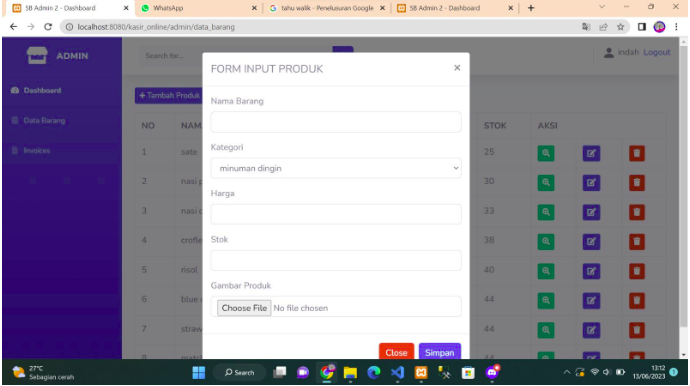 SB Admin 2 - Dashboard
WhatsApp
tahu walik - Penelusuran Google
SB Admin 2 - Dashboard
localhost:8080/kasir_online/admin/data_barang
ADMIN
Search for...
indah Logout
Dashboard
Data Barang
Invoices
+ Tambah Produk
FORM INPUT PRODUK
Nama Barang
Kategori
minuman dingin
Harga
Stok
Gambar Produk
Choose File No file chosen
Close Simpan
NO NAM STOK AKSI
1 sate 25
2 nasi 30
3 nasi 33
4 crofle 38
5 risol 40
6 blue 44
7 straw 44
27°C
Sebagian cerah
Search
13:12
13/06/2023